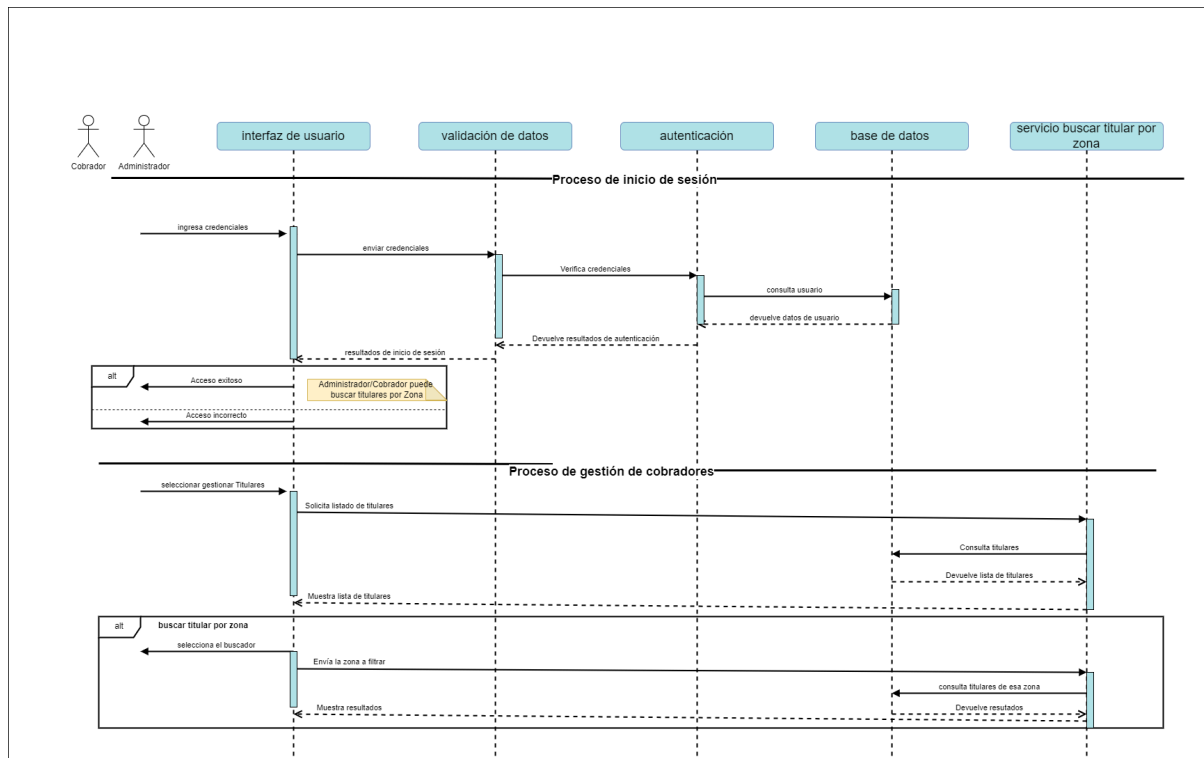 interfaz de usuario
validación de datos
autenticación
base de datos
servicio buscar titular por
zona
Cobrador
Administrador
Proceso de inicio de sesión
ingresa credenciales
enviar credenciales
Verifica credenciales
consulta usuario
devuelve datos de usuario
Devuelve resultados de autenticación
resultados de inicio de sesión
alt
Acceso exitoso
Administrador/Cobrador puede
buscar titulares por Zona
Acceso incorrecto
Proceso de gestión de cobradores
seleccionar gestionar Titulares
Solicita listado de titulares
Consulta titulares
Devuelve lista de titulares
Muestra lista de titulares
alt
buscar titular por zona
selecciona el buscador
Envía la zona a filtrar
consulta titulares de esa zona
Muestra resultados
Devuelve resutados